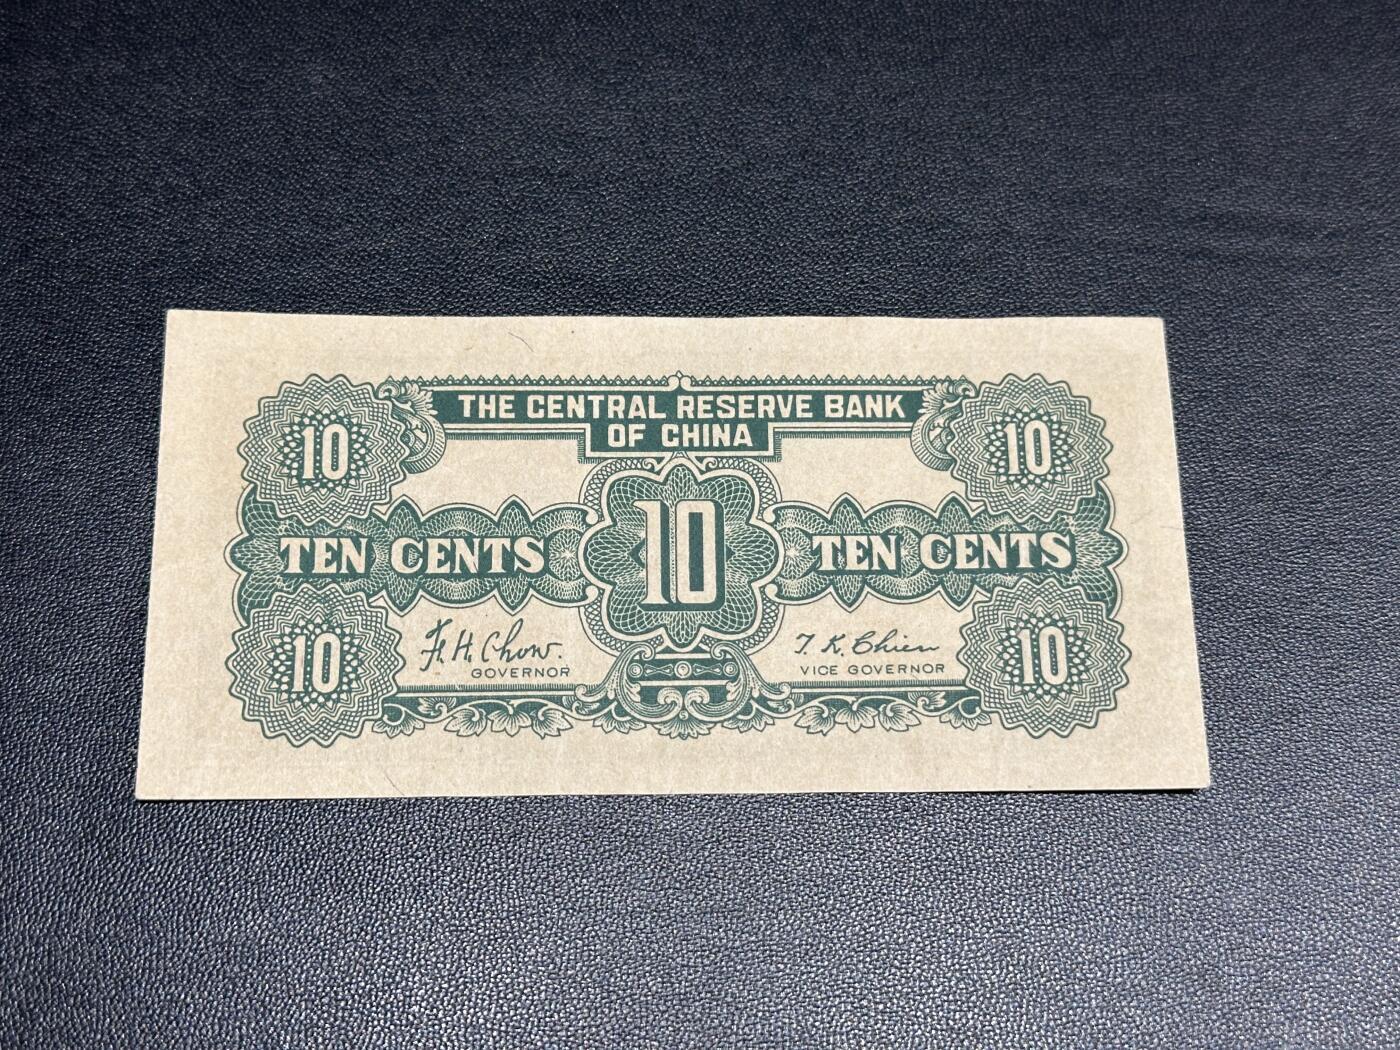 THE CENTRAL RESERVE BANK
OF CHINA
10 10
10
TEN CENTS TEN CENTS
10 10
F. H. Chow. T. K. Chien
GOVERNOR VICE GOVERNOR